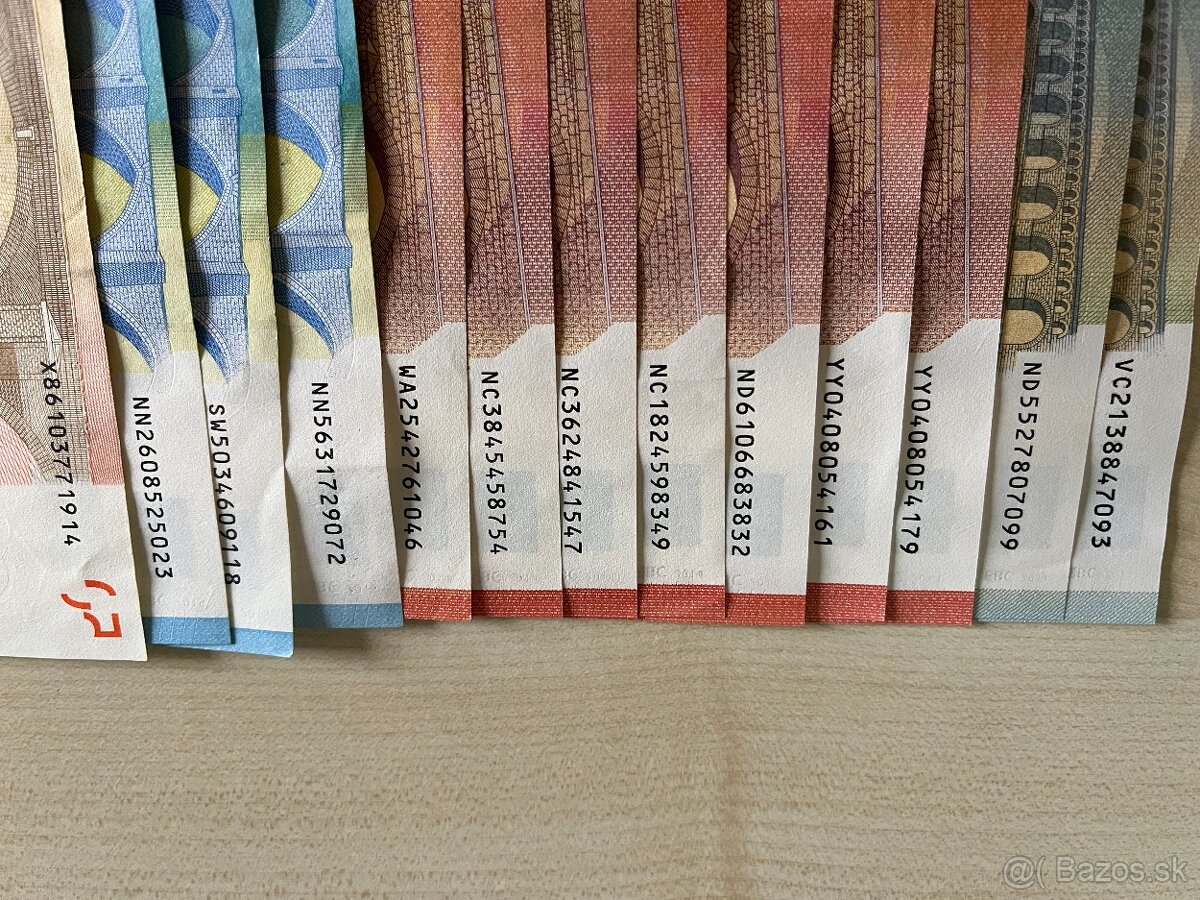 X86103771914
NN2608525023
SW5034609118
NN5631729072
WA2542761046
NC3845458754
NC3624841547
NC1824598349
ND6106683832
YY0408054161
YY0408054179
ND5527807099
VC2138847093
@( Bazos.sk